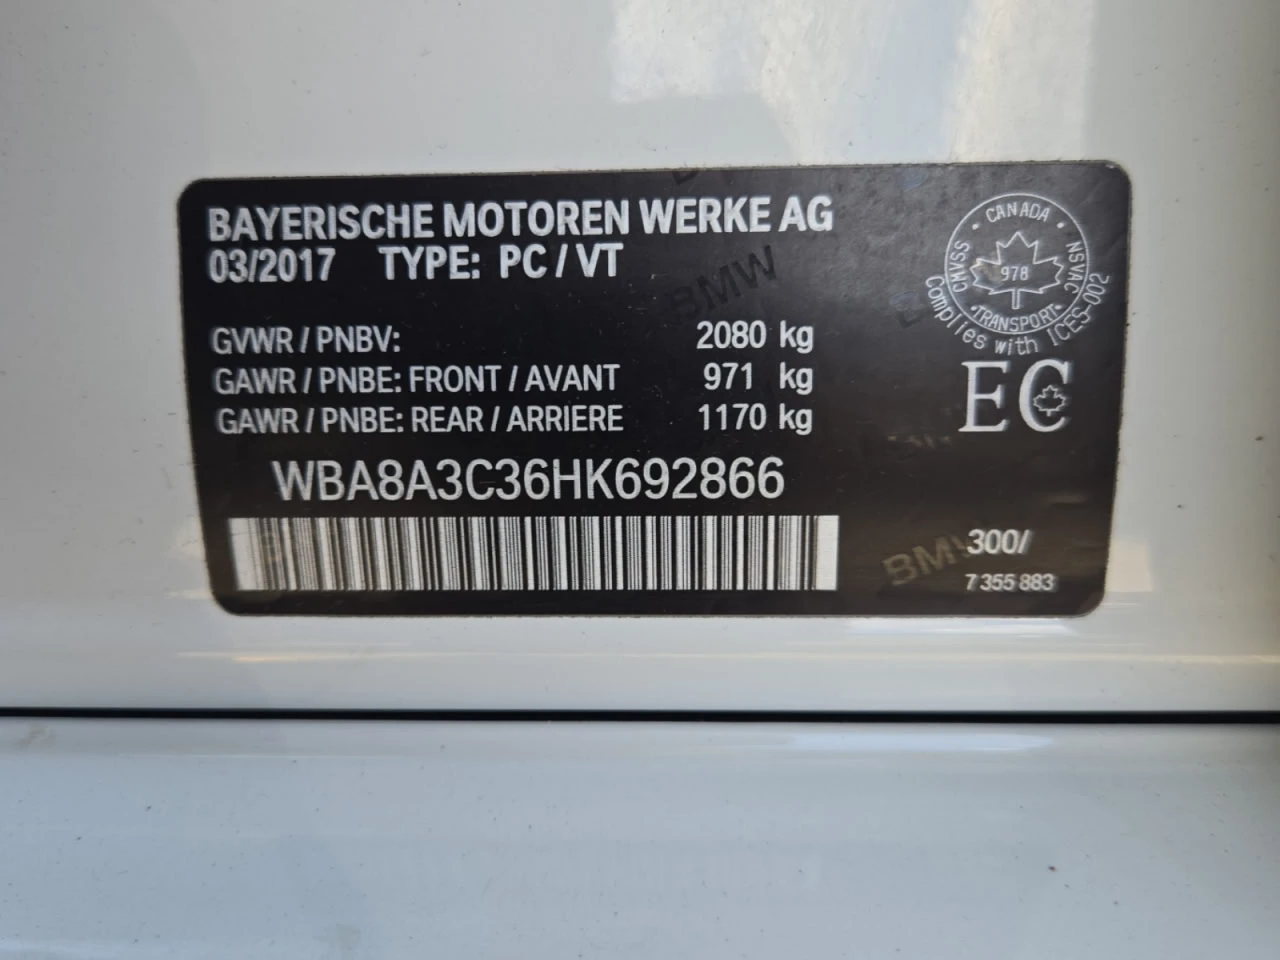 BAYERISCHE MOTOREN WERKE AG
03/2017 TYPE: PC / VT
GVWR / PNBV: 2080 kg
GAWR / PNBE: FRONT / AVANT 971 kg
GAWR / PNBE: REAR / ARRIERE 1170 kg
WBA8A3C36HK692866
CANADA
CMVSS
978
NSVAC
TRANSPORT
Complies with ICES-002
EC
300/
7 355 883
BMW
BMW